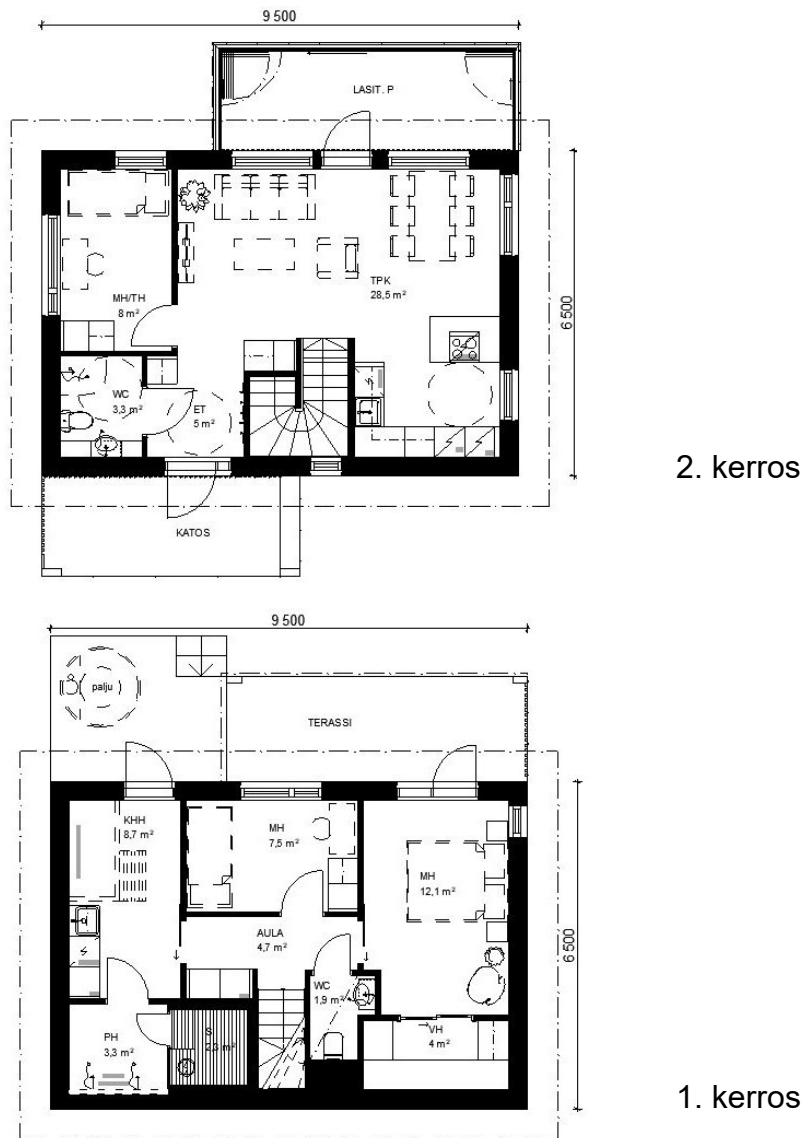 9 500
LASIT. P
TPK
28,5 m²
MH/TH
8 m²
6 500
WC
3,3 m²
ET
5 m²
2. kerros
KATOS
9 500
palju
TERASSI
KHH
8,7 m²
MH
7,5 m²
MH
12,1 m²
AULA
4,7 m²
6 500
WC
1,9 m²
PH
3,3 m²
S
2,3 m²
VH
4 m²
1. kerros